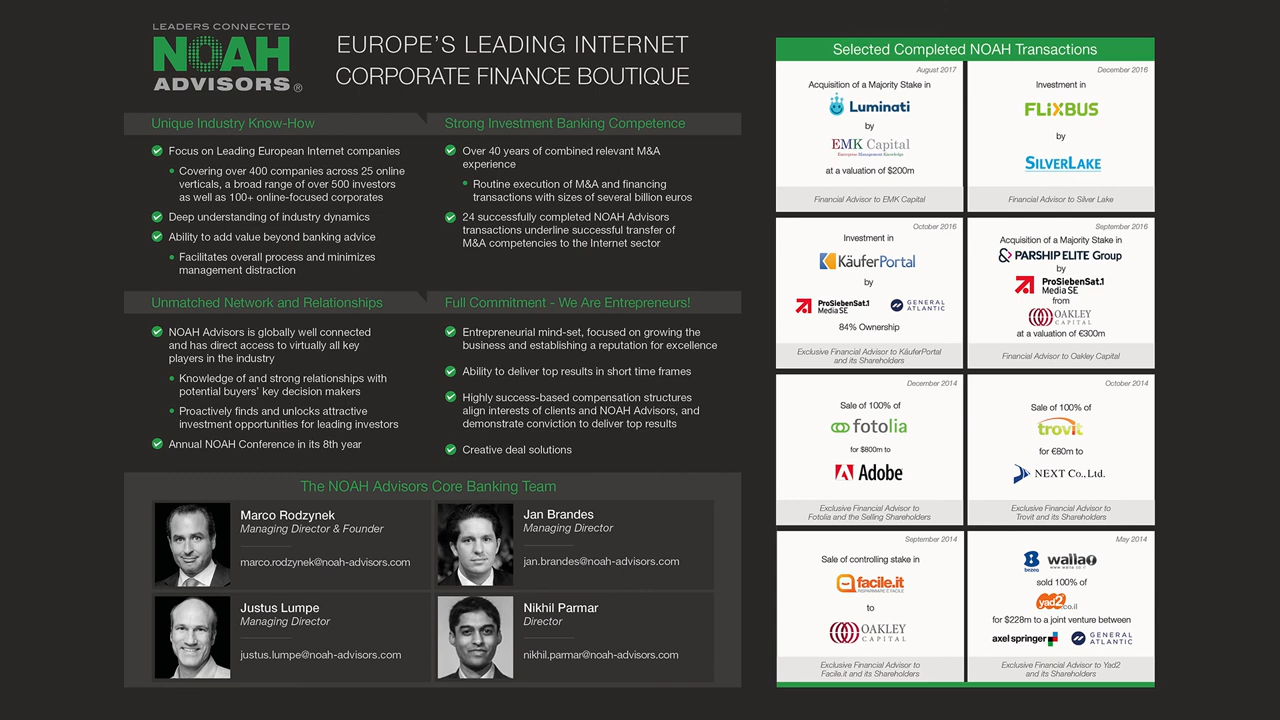 LEADERS CONNECTED
NOAH
ADVISORS®
EUROPE'S LEADING INTERNET
CORPORATE FINANCE BOUTIQUE
Unique Industry Know-How
Focus on Leading European Internet companies
Covering over 400 companies across 25 online
verticals, a broad range of over 500 investors
as well as 100+ online-focused corporates
Deep understanding of industry dynamics
Ability to add value beyond banking advice
Facilitates overall process and minimizes
management distraction
Strong Investment Banking Competence
Over 40 years of combined relevant M&A
experience
Routine execution of M&A and financing
transactions with sizes of several billion euros
24 successfully completed NOAH Advisors
transactions underline successful transfer of
M&A competencies to the Internet sector
Unmatched Network and Relationships
NOAH Advisors is globally well connected
and has direct access to virtually all key
players in the industry
Knowledge of and strong relationships with
potential buyers' key decision makers
Proactively finds and unlocks attractive
investment opportunities for leading investors
Annual NOAH Conference in its 8th year
Full Commitment - We Are Entrepreneurs!
Entrepreneurial mind-set, focused on growing the
business and establishing a reputation for excellence
Ability to deliver top results in short time frames
Highly success-based compensation structures
align interests of clients and NOAH Advisors, and
demonstrate conviction to deliver top results
Creative deal solutions
The NOAH Advisors Core Banking Team
Marco Rodzynek
Managing Director & Founder
marco.rodzynek@noah-advisors.com
Jan Brandes
Managing Director
jan.brandes@noah-advisors.com
Justus Lumpe
Managing Director
justus.lumpe@noah-advisors.com
Nikhil Parmar
Director
nikhil.parmar@noah-advisors.com
Selected Completed NOAH Transactions
August 2017
Acquisition of a Majority Stake in
Luminati
by
EMK Capital
Entrepreneurs Management Knowledge
at a valuation of $200m
Financial Advisor to EMK Capital
December 2016
Investment in
FLiXBUS
by
SILVERLAKE
Financial Advisor to Silver Lake
October 2016
Investment in
KäuferPortal
by
ProSiebenSat.1
Media SE
GENERAL
ATLANTIC
84% Ownership
Exclusive Financial Advisor to KäuferPortal
and its Shareholders
September 2016
Acquisition of a Majority Stake in
PARSHIP ELITE Group
by
ProSiebenSat.1
Media SE
from
OAKLEY
CAPITAL
at a valuation of €300m
Financial Advisor to Oakley Capital
December 2014
Sale of 100% of
fotolia
for $800m to
Adobe
Exclusive Financial Advisor to
Fotolia and the Selling Shareholders
October 2014
Sale of 100% of
trovit
for €80m to
NEXT Co., Ltd.
Exclusive Financial Advisor to
Trovit and its Shareholders
September 2014
Sale of controlling stake in
facile.it
RISPARMIARE È FACILE
to
OAKLEY
CAPITAL
Exclusive Financial Advisor to
Facile.it and its Shareholders
May 2014
bezeq
walla!
www.walla.co.il
sold 100% of
yad2.co.il
for $228m to a joint venture between
axel springer
GENERAL
ATLANTIC
Exclusive Financial Advisor to Yad2
and its Shareholders